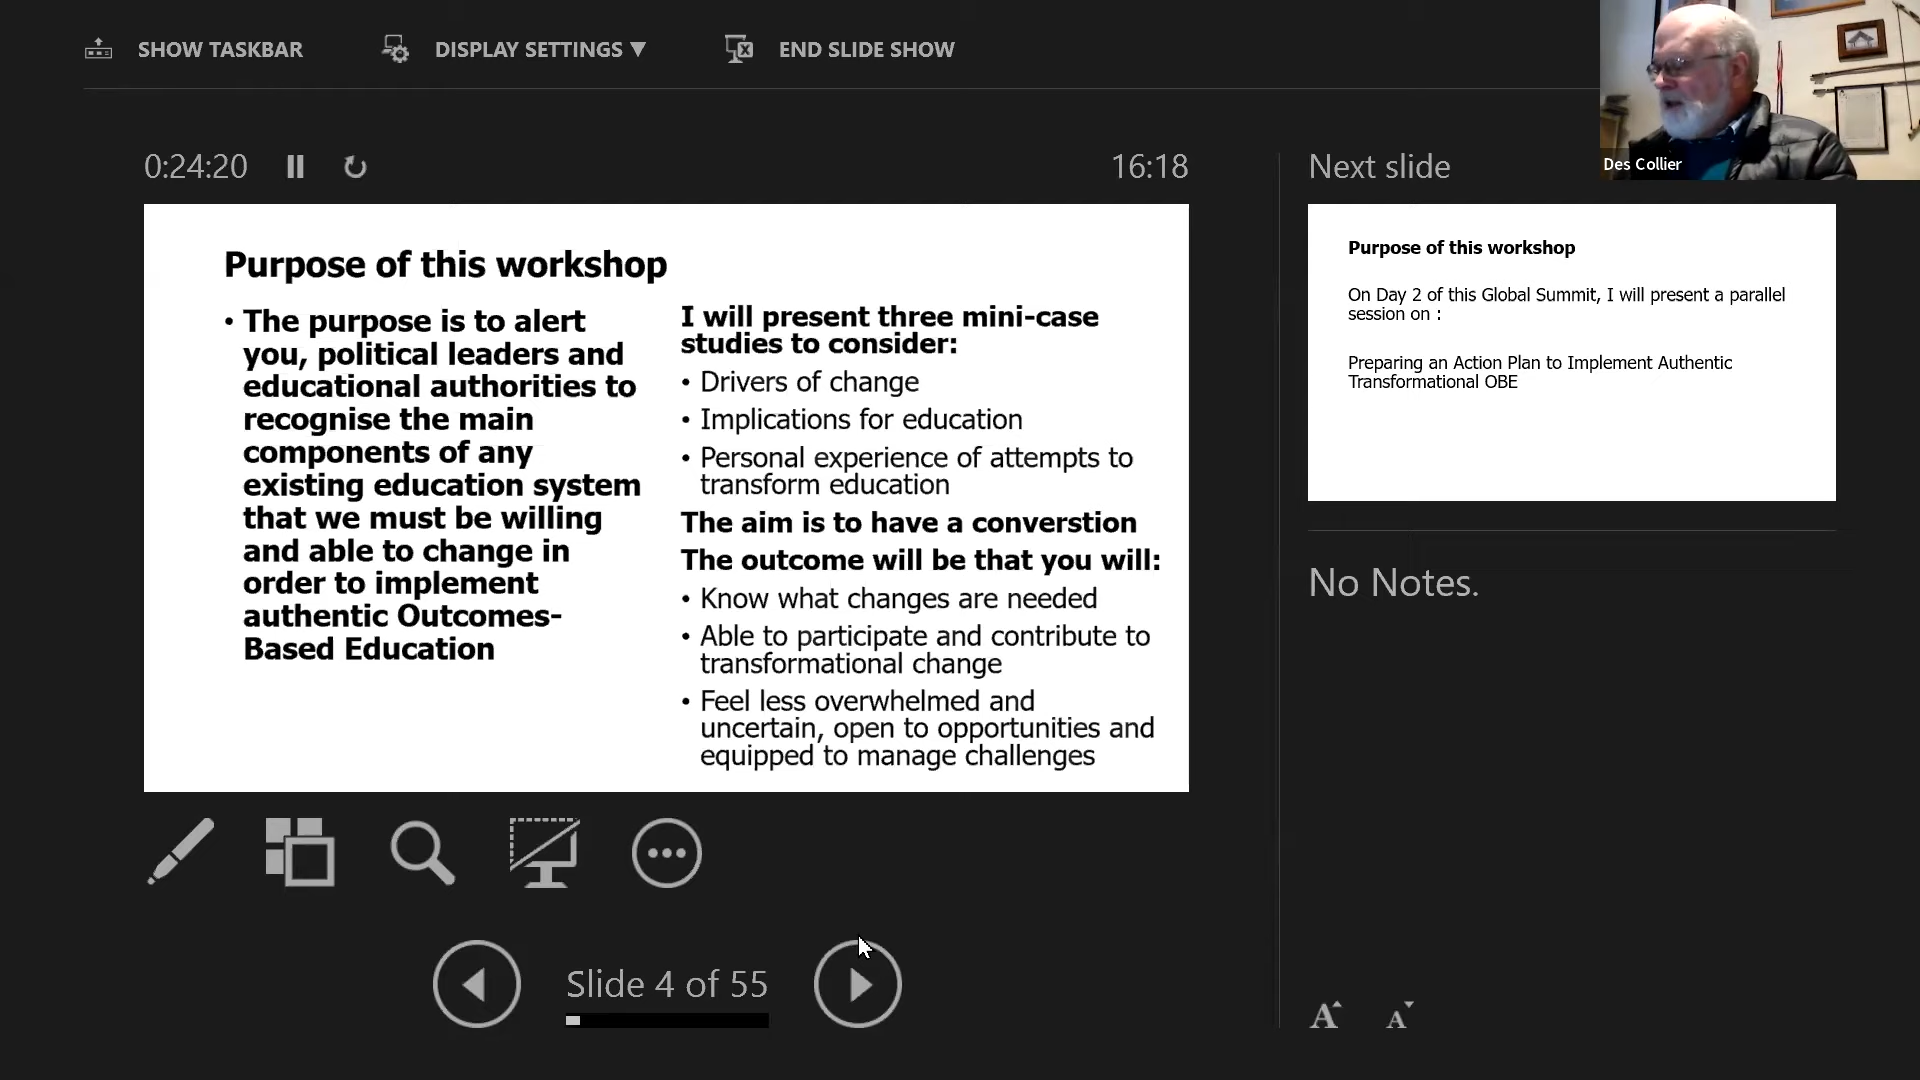 SHOW TASKBAR
DISPLAY SETTINGS ▼
END SLIDE SHOW
Des Collier
0:24:20
16:18
Next slide
Purpose of this workshop
• The purpose is to alert
you, political leaders and
educational authorities to
recognise the main
components of any
existing education system
that we must be willing
and able to change in
order to implement
authentic Outcomes-
Based Education
I will present three mini-case
studies to consider:
• Drivers of change
• Implications for education
• Personal experience of attempts to
transform education
The aim is to have a converstion
The outcome will be that you will:
• Know what changes are needed
• Able to participate and contribute to
transformational change
• Feel less overwhelmed and
uncertain, open to opportunities and
equipped to manage challenges
Purpose of this workshop
On Day 2 of this Global Summit, I will present a parallel
session on :
Preparing an Action Plan to Implement Authentic
Transformational OBE
No Notes.
Slide 4 of 55
A A